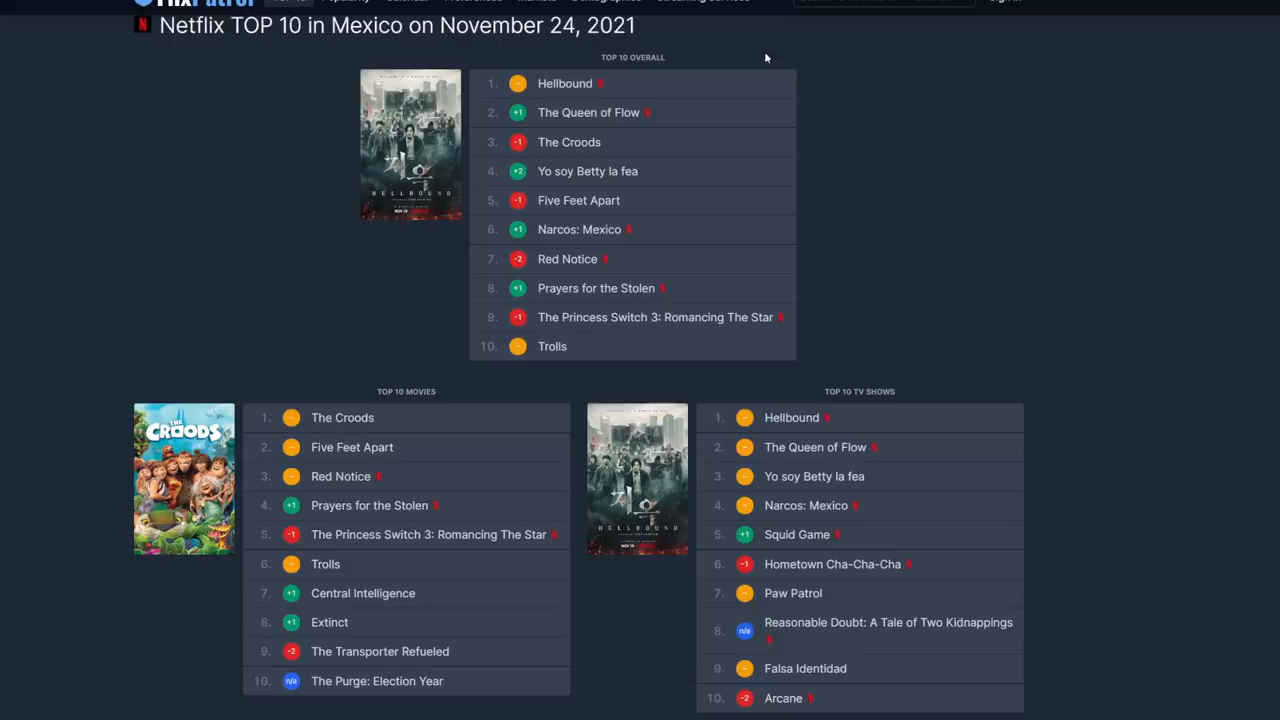 Netflix TOP 10 in Mexico on November 24, 2021
TOP 10 OVERALL
1. – Hellbound
2. +1 The Queen of Flow
3. -1 The Croods
4. +2 Yo soy Betty la fea
5. -1 Five Feet Apart
6. +1 Narcos: Mexico
7. -2 Red Notice
8. +1 Prayers for the Stolen
9. -1 The Princess Switch 3: Romancing The Star
10. – Trolls
지옥
HELLBOUND
TOP 10 MOVIES
THE CROODS
1. – The Croods
2. – Five Feet Apart
3. – Red Notice
4. +1 Prayers for the Stolen
5. -1 The Princess Switch 3: Romancing The Star
6. – Trolls
7. +1 Central Intelligence
8. +1 Extinct
9. -2 The Transporter Refueled
10. n/a The Purge: Election Year
TOP 10 TV SHOWS
지옥
HELLBOUND
1. – Hellbound
2. – The Queen of Flow
3. – Yo soy Betty la fea
4. – Narcos: Mexico
5. +1 Squid Game
6. -1 Hometown Cha-Cha-Cha
7. – Paw Patrol
8. n/a Reasonable Doubt: A Tale of Two Kidnappings
9. – Falsa Identidad
10. -2 Arcane